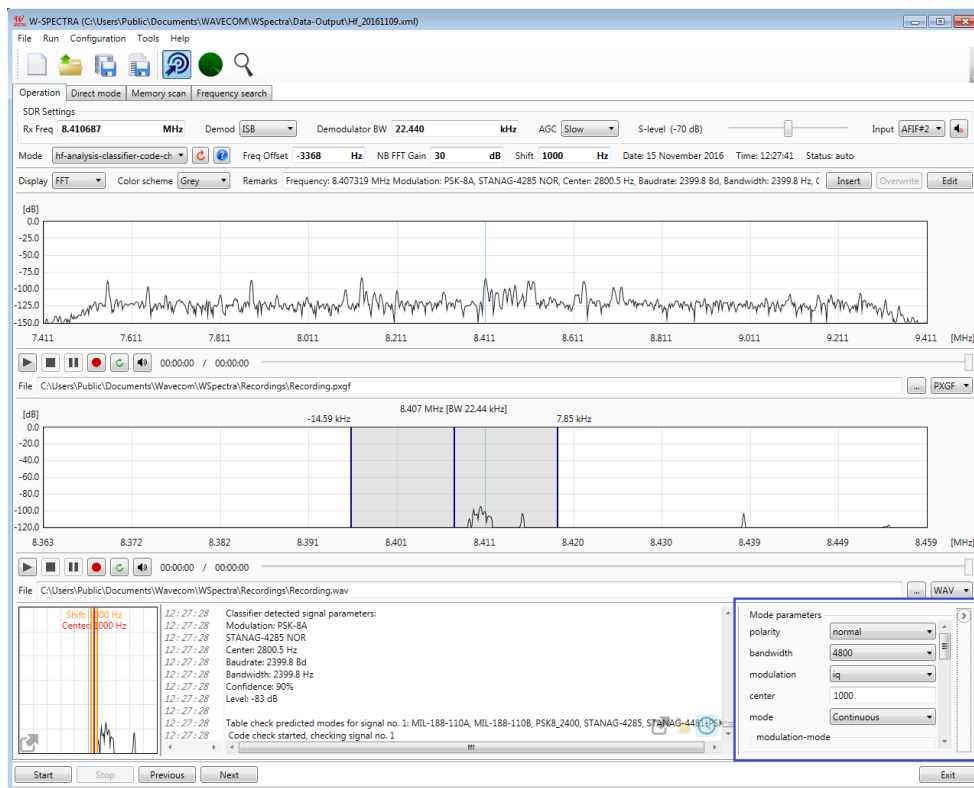 W-SPECTRA (C:\Users\Public\Documents\WAVECOM\WSpectra\Data-Output\Hf_20161109.xml)
File Run Configuration Tools Help
Operation Direct mode Memory scan Frequency search
SDR Settings
Rx Freq 8.410687 MHz Demod ISB Demodulator BW 22.440 kHz AGC Slow S-level (-70 dB) Input AFIF#2
Mode hf-analysis-classifier-code-ch Freq Offset -3368 Hz NB FFT Gain 30 dB Shift 1000 Hz Date: 15 November 2016 Time: 12:27:41 Status: auto
Display FFT Color scheme Grey Remarks Frequency: 8.407319 MHz Modulation: PSK-8A, STANAG-4285 NOR, Center: 2800.5 Hz, Baudrate: 2399.8 Bd, Bandwidth: 2399.8 Hz, Insert Overwrite Edit
[dB]
0.0
-25.0
-50.0
-75.0
-100.0
-125.0
-150.0
7.411 7.611 7.811 8.011 8.211 8.411 8.611 8.811 9.011 9.211 9.411 [MHz]
00:00:00 / 00:00:00
File C:\Users\Public\Documents\Wavecom\WSpectra\Recordings\Recording.pxgf ... PXGF
8.407 MHz [BW 22.44 kHz]
[dB] -14.59 kHz 7.85 kHz
0.0
-20.0
-40.0
-60.0
-80.0
-100.0
-120.0
8.363 8.372 8.382 8.391 8.401 8.411 8.420 8.430 8.439 8.449 8.459 [MHz]
00:00:00 / 00:00:00
File C:\Users\Public\Documents\Wavecom\WSpectra\Recordings\Recording.wav ... WAV
Shift: 1000 Hz
Center: 1000 Hz
12:27:28 Classifier detected signal parameters:
12:27:28 Modulation: PSK-8A
12:27:28 STANAG-4285 NOR
12:27:28 Center: 2800.5 Hz
12:27:28 Baudrate: 2399.8 Bd
12:27:28 Bandwidth: 2399.8 Hz
12:27:28 Confidence: 90%
12:27:28 Level: -83 dB
12:27:28
12:27:28 Table check predicted modes for signal no. 1: MIL-188-110A, MIL-188-110B, PSK8_2400, STANAG-4285, STANAG-4481-PSK
12:27:28 Code check started, checking signal no. 1
Mode parameters
polarity normal
bandwidth 4800
modulation iq
center 1000
mode Continuous
modulation-mode
Start Stop Previous Next Exit